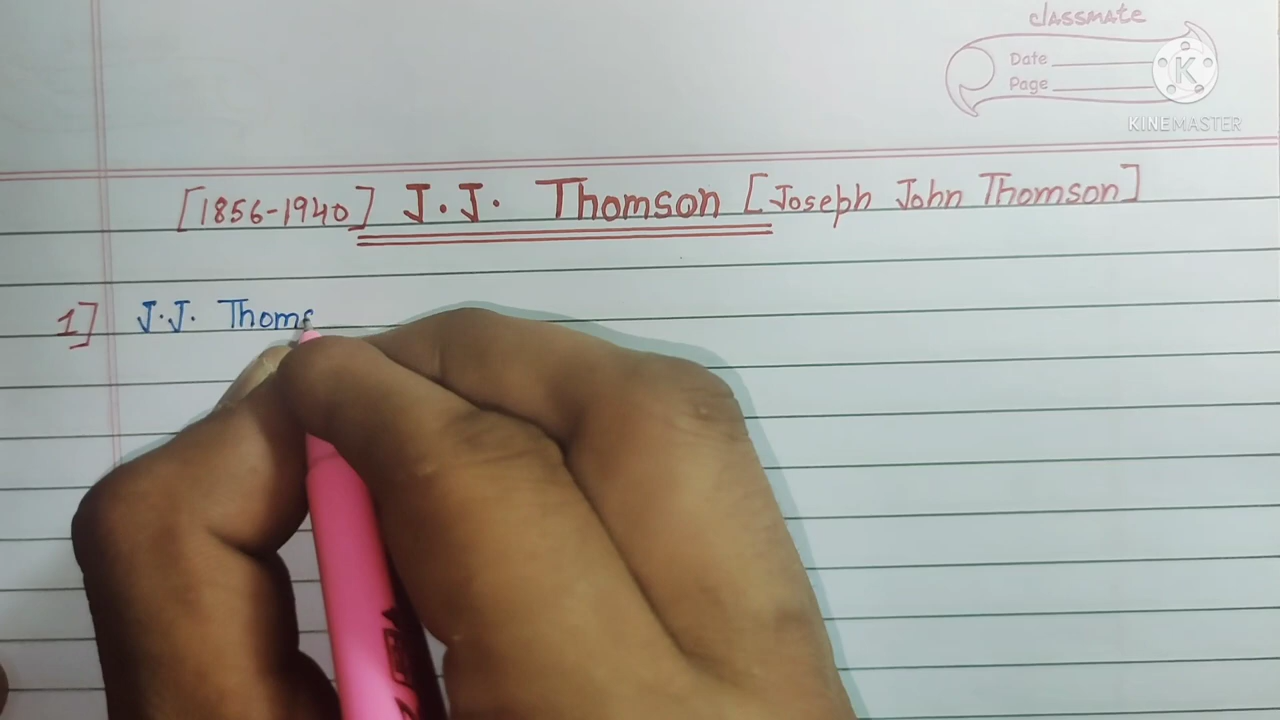 classmate
Date
Page
KINEMASTER
[1856-1940] J.J. Thomson [Joseph John Thomson]
1] J.J. Thoms